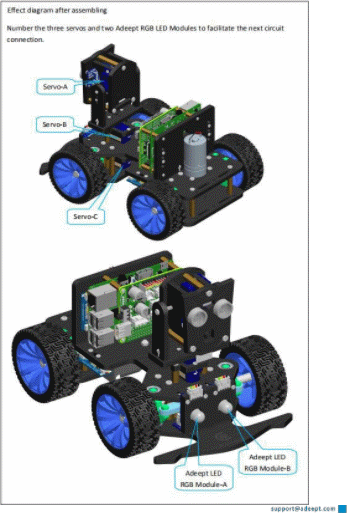 Effect diagram after assembling
Number the three servos and two Adeept RGB LED Modules to facilitate the next circuit
connection.
Servo-A
Servo-B
Servo-C
Adeept LED
RGB Module-B
Adeept LED
RGB Module-A
support@adeept.com